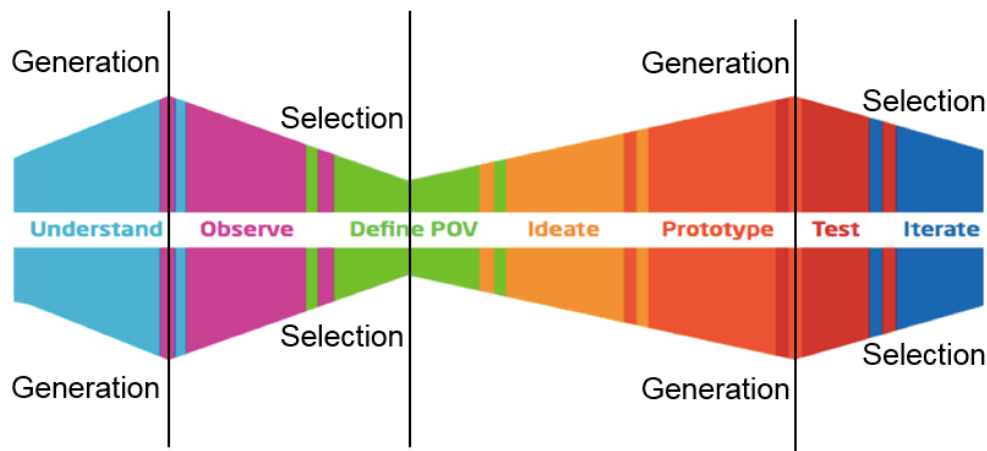 Generation
Generation
Selection
Selection
Understand Observe Define POV Ideate Prototype Test Iterate
Selection
Selection
Generation
Generation